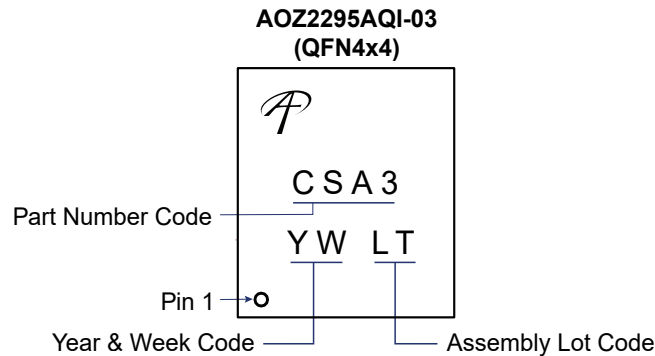 AOZ2295AQI-03
(QFN4x4)
CSA3
Part Number Code
YW LT
Pin 1
Year & Week Code
Assembly Lot Code